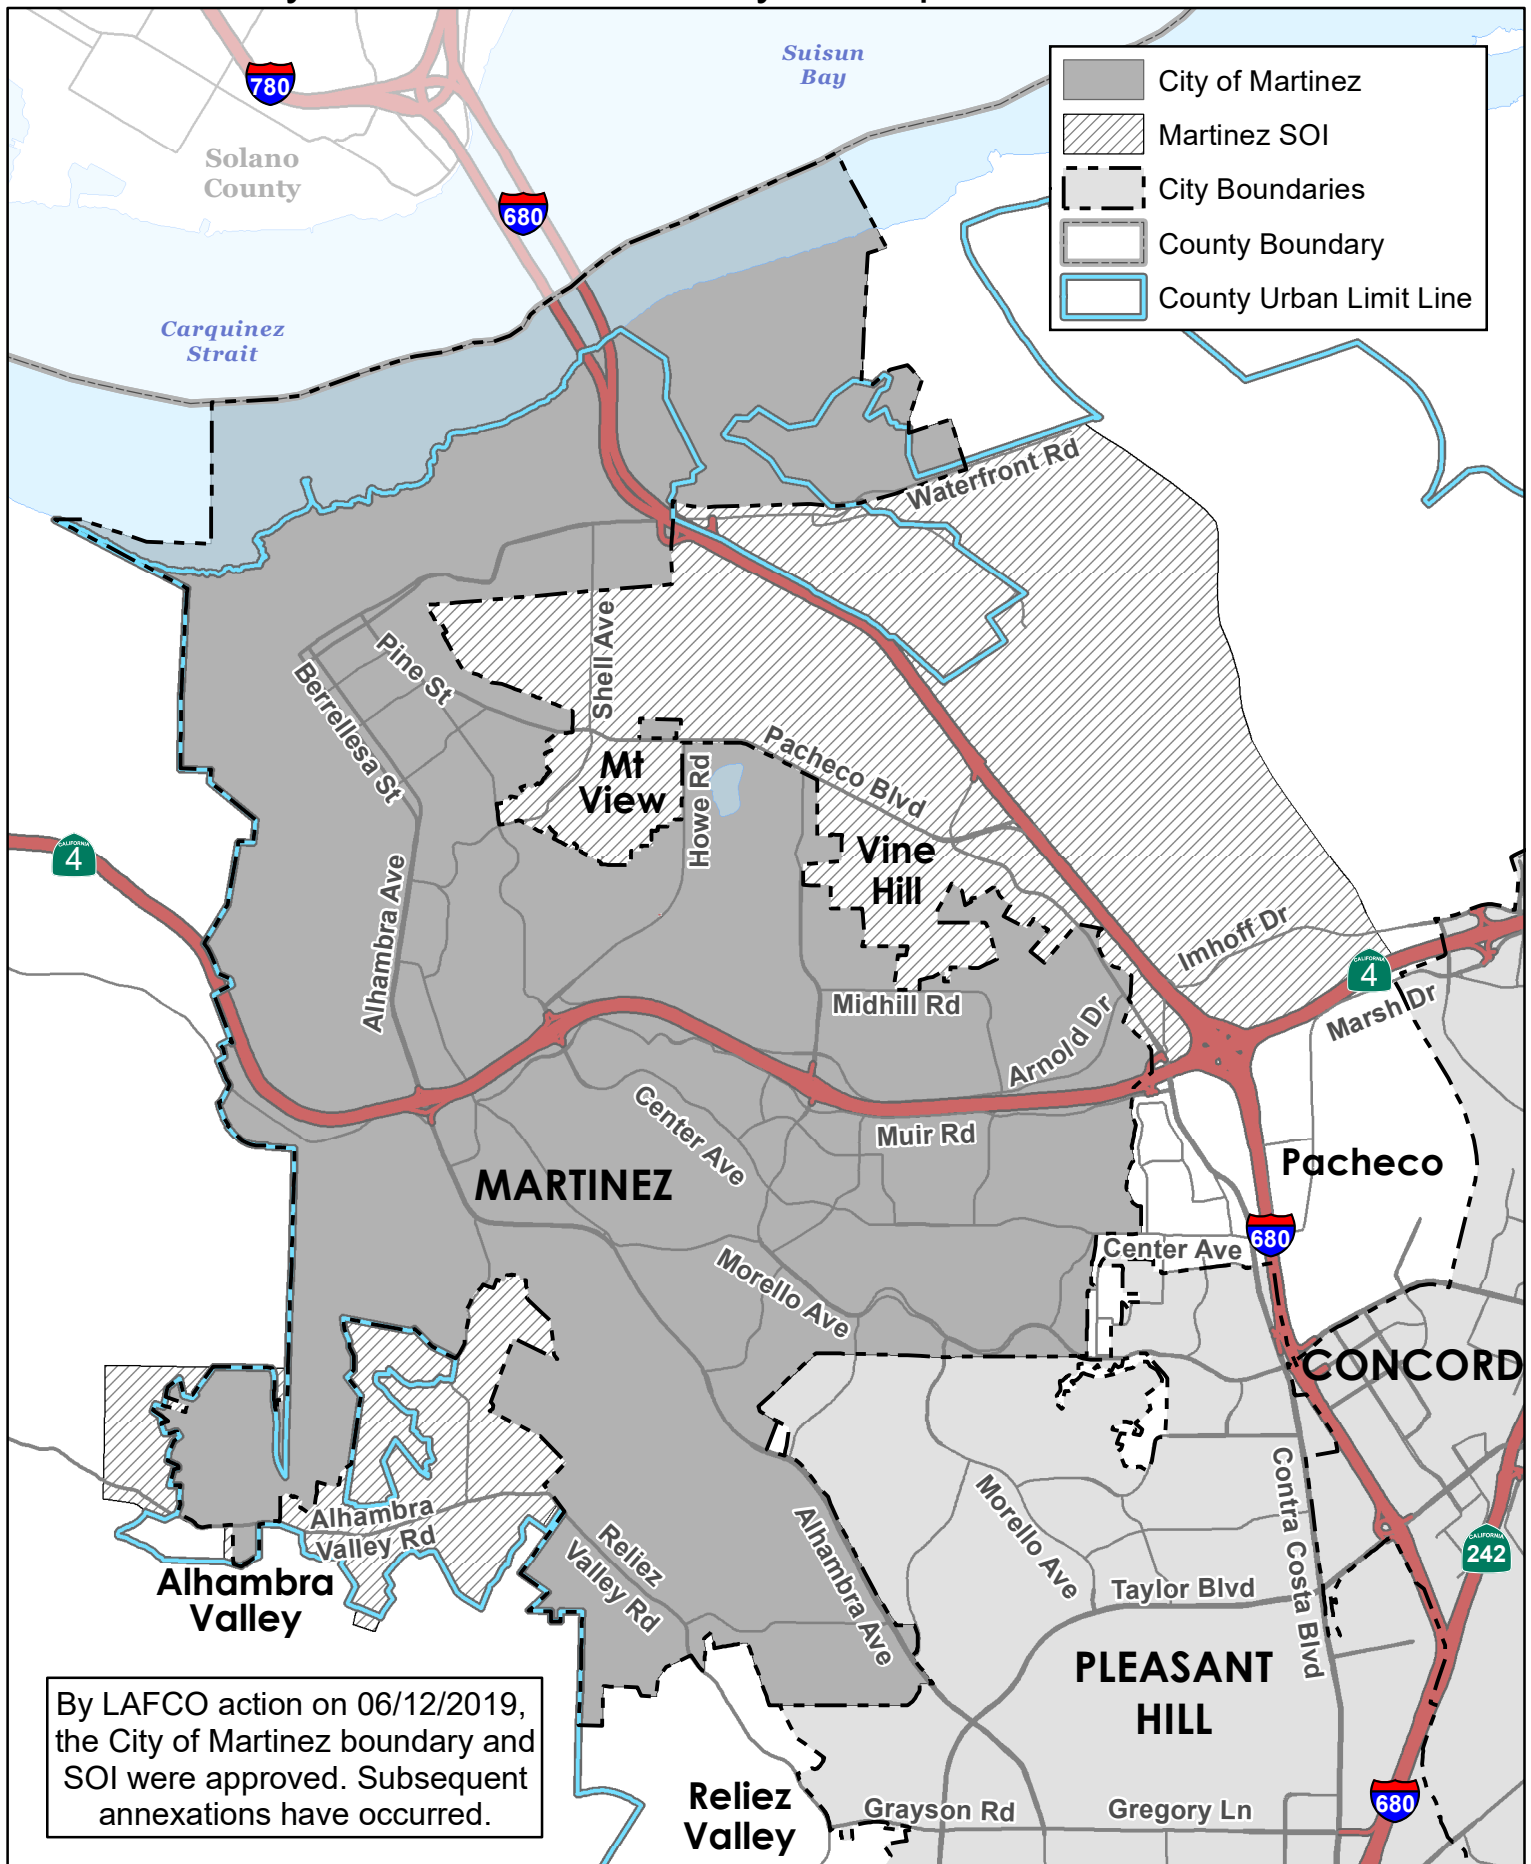 Suisun
Bay
City of Martinez
Martinez SOI
City Boundaries
County Boundary
County Urban Limit Line
780
Solano
County
680
Carquinez
Strait
Waterfront Rd
Shell Ave
Pine St
Berrellesa St
Mt
View
Howe Rd
Pacheco Blvd
Vine
Hill
CALIFORNIA
4
Alhambra Ave
Imhoff Dr
CALIFORNIA
4
Marsh Dr
Midhill Rd
Arnold Dr
Center Ave
Muir Rd
MARTINEZ
Pacheco
680
Center Ave
Morello Ave
CONCORD
Alhambra
Valley Rd
Reliez
Valley Rd
Alhambra Ave
Morello Ave
Contra Costa Blvd
CALIFORNIA
242
Alhambra
Valley
Taylor Blvd
PLEASANT
HILL
By LAFCO action on 06/12/2019,
the City of Martinez boundary and
SOI were approved. Subsequent
annexations have occurred.
Reliez
Valley
Grayson Rd
Gregory Ln
680